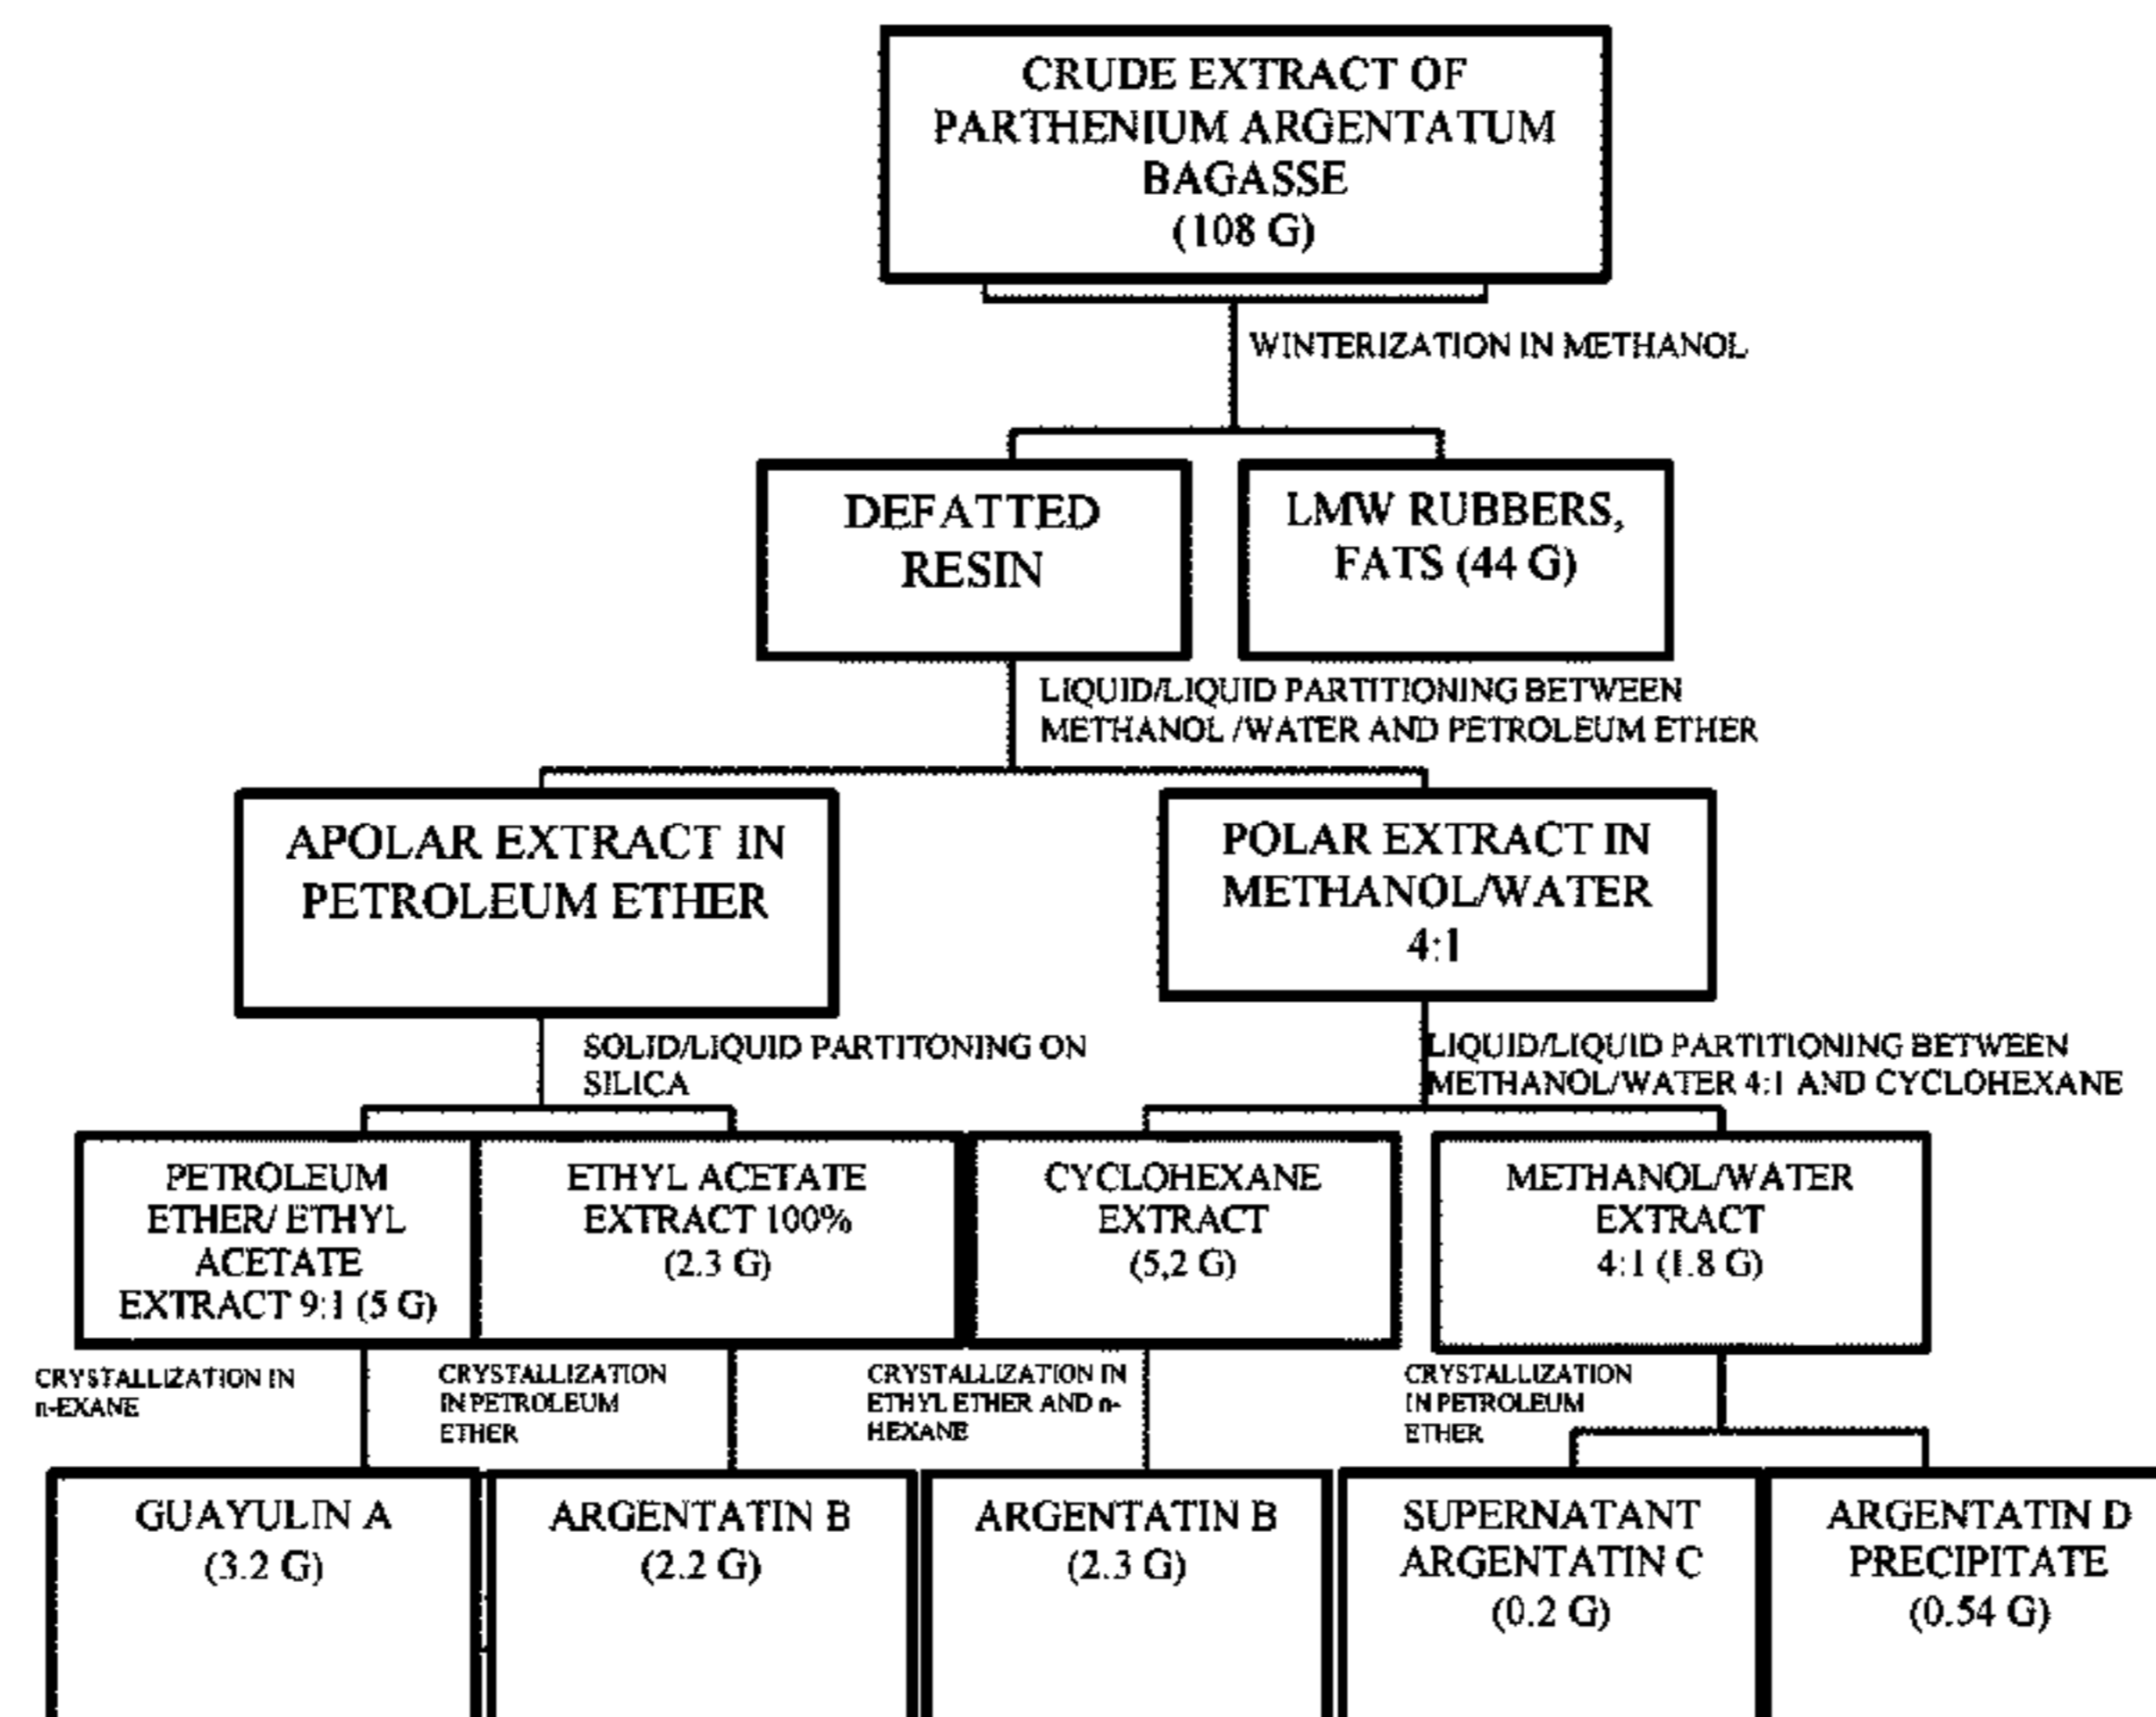 CRUDE EXTRACT OF
PARTHENIUM ARGENTATUM
BAGASSE
(108 G)
WINTERIZATION IN METHANOL
DEFATTED
RESIN
LMW RUBBERS,
FATS (44 G)
LIQUID/LIQUID PARTITIONING BETWEEN
METHANOL /WATER AND PETROLEUM ETHER
APOLAR EXTRACT IN
PETROLEUM ETHER
POLAR EXTRACT IN
METHANOL/WATER
4:1
SOLID/LIQUID PARTITONING ON
SILICA
LIQUID/LIQUID PARTITIONING BETWEEN
METHANOL/WATER 4:1 AND CYCLOHEXANE
PETROLEUM
ETHER/ ETHYL
ACETATE
EXTRACT 9:1 (5 G)
ETHYL ACETATE
EXTRACT 100%
(2.3 G)
CYCLOHEXANE
EXTRACT
(5,2 G)
METHANOL/WATER
EXTRACT
4:1 (1.8 G)
CRYSTALLIZATION IN
n-EXANE
CRYSTALLIZATION
IN PETROLEUM
ETHER
CRYSTALLIZATION IN
ETHYL ETHER AND n-
HEXANE
CRYSTALLIZATION
IN PETROLEUM
ETHER
GUAYULIN A
(3.2 G)
ARGENTATIN B
(2.2 G)
ARGENTATIN B
(2.3 G)
SUPERNATANT
ARGENTATIN C
(0.2 G)
ARGENTATIN D
PRECIPITATE
(0.54 G)